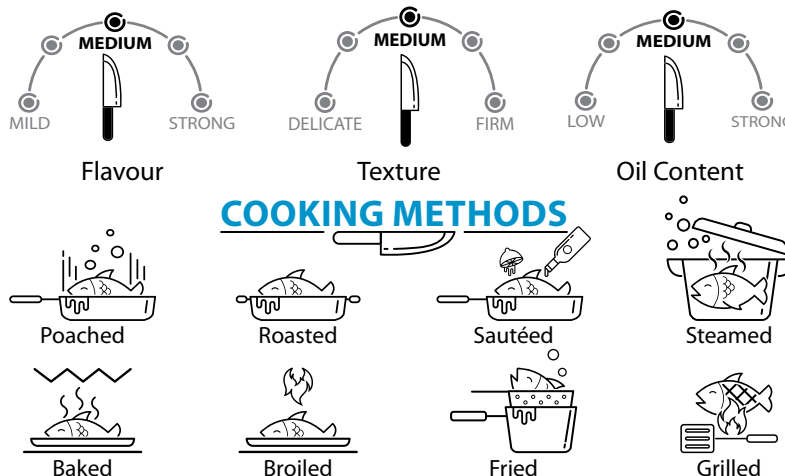 MEDIUM MEDIUM MEDIUM
MILD STRONG DELICATE FIRM LOW STRONG
Flavour Texture Oil Content
COOKING METHODS
Poached Roasted Sautéed Steamed
Baked Broiled Fried Grilled